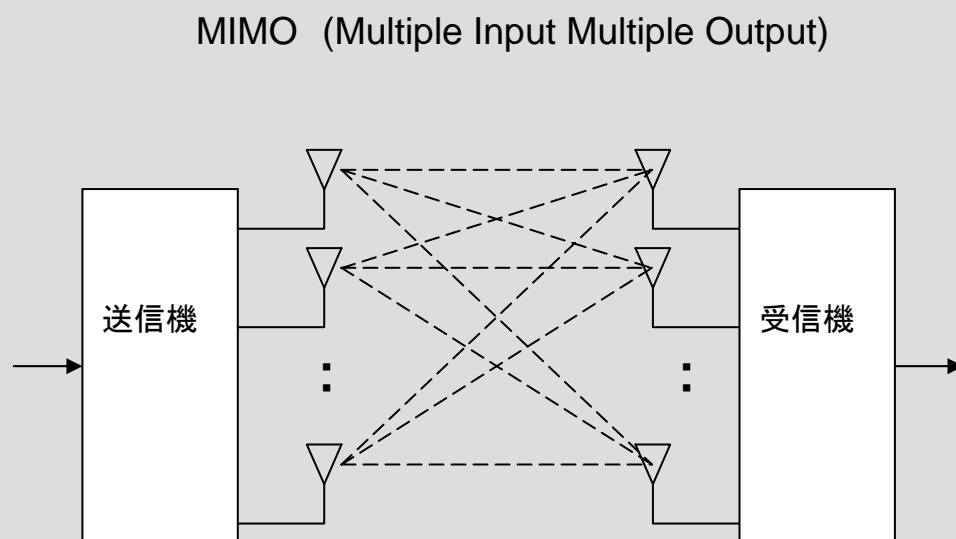 MIMO (Multiple Input Multiple Output)
送信機
受信機